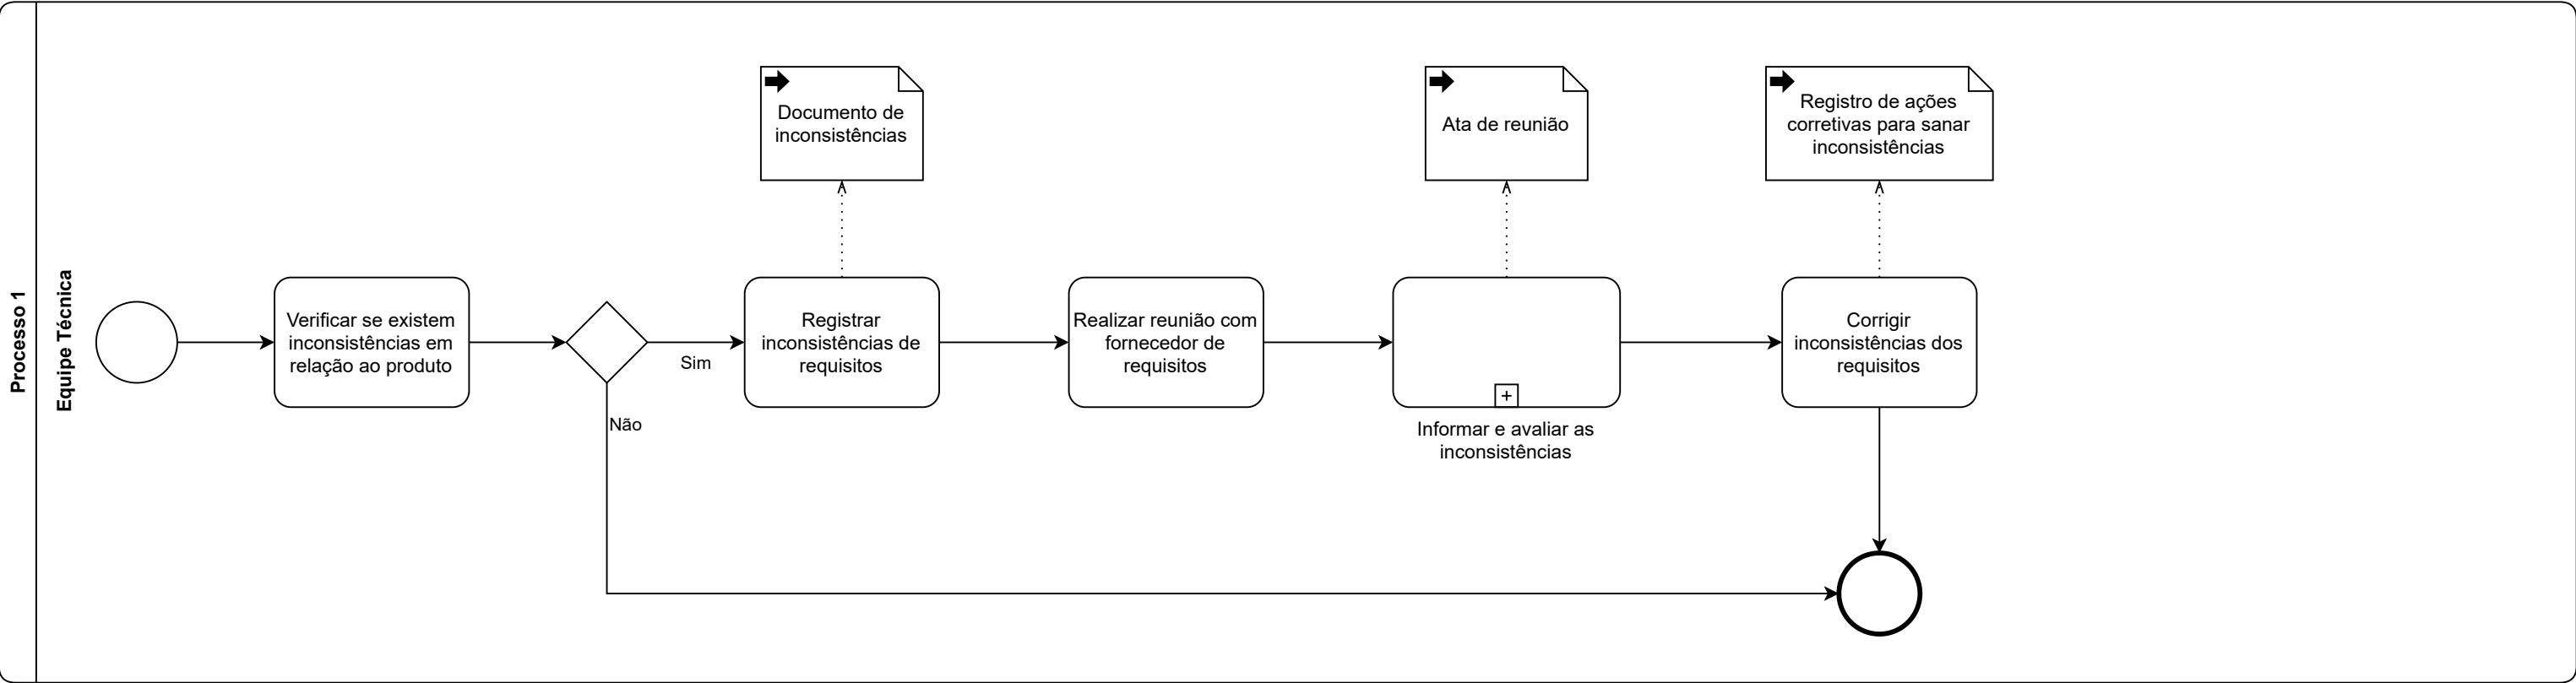 Processo 1
Equipe Técnica
Verificar se existem
inconsistências em
relação ao produto
Sim
Não
Documento de
inconsistências
Registrar
inconsistências de
requisitos
Realizar reunião com
fornecedor de
requisitos
Ata de reunião
Informar e avaliar as
inconsistências
Registro de ações
corretivas para sanar
inconsistências
Corrigir
inconsistências dos
requisitos